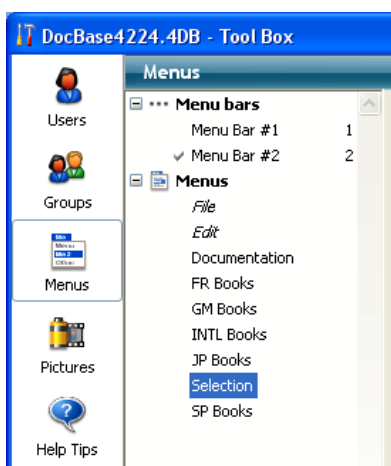 DocBase4224.4DB - Tool Box
Users
Groups
Menus
Pictures
Help Tips
Menus
Menu bars
Menu Bar #1 1
Menu Bar #2 2
Menus
File
Edit
Documentation
FR Books
GM Books
INTL Books
JP Books
Selection
SP Books